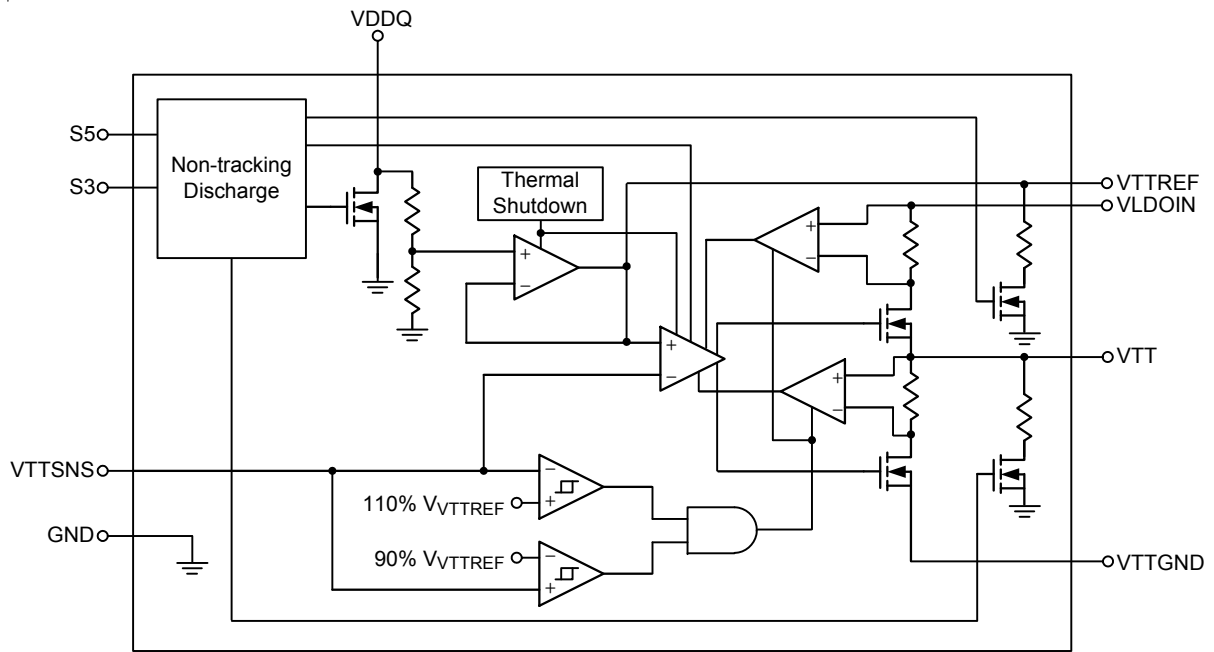 VDDQ
S5
S3
Non-tracking
Discharge
Thermal
Shutdown
VTTREF
VLDOIN
+
−
+
−
+
−
VTT
+
−
VTTSNS
−
110% VVTTREF
+
GND
90% VVTTREF
−
+
VTTGND